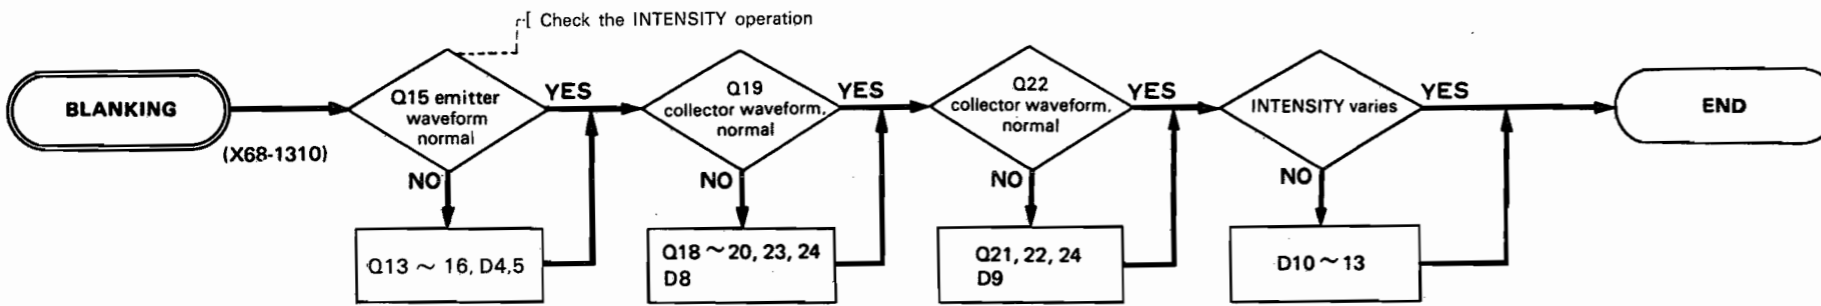 [ Check the INTENSITY operation
BLANKING
(X68-1310)
Q15 emitter
waveform
normal
YES
NO
Q13 ~ 16, D4,5
Q19
collector waveform,
normal
YES
NO
Q18 ~ 20, 23, 24
D8
Q22
collector waveform,
normal
YES
NO
Q21, 22, 24
D9
INTENSITY varies
YES
NO
D10 ~ 13
END